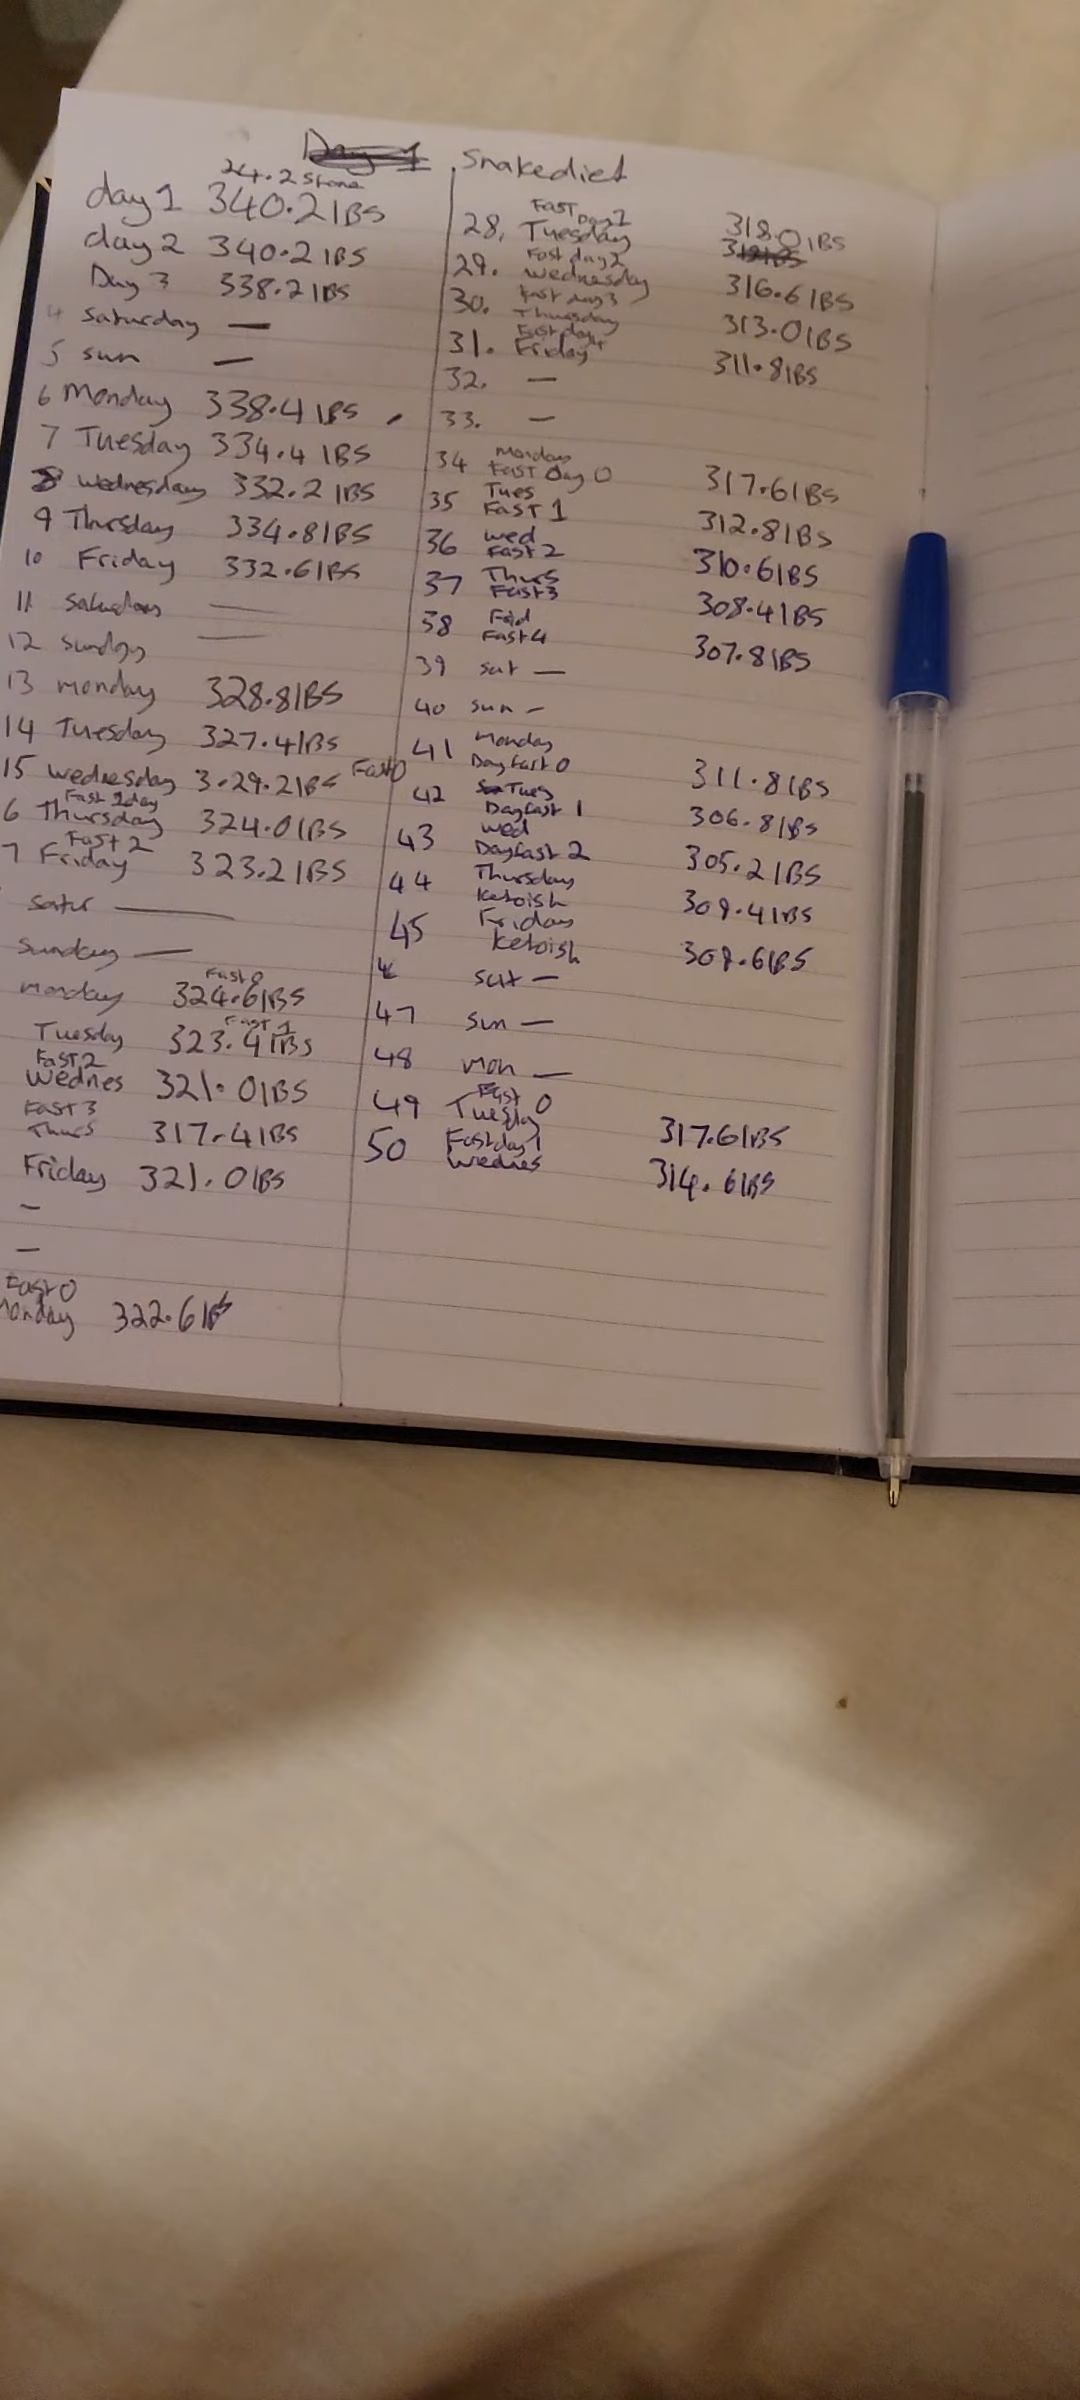 Snakediet
24.2 Stone
day 1 340.2 lBS
day 2 340.2 lBS
Day 3 338.2 lBS
4 Saturday —
5 sun —
6 Monday 338.4 lBS
7 Tuesday 334.4 lBS
8 wednesday 332.2 lBS
9 Thursday 334.8 lBS
10 Friday 332.6 lBS
11 Saturday —
12 Sunday —
13 monday 328.8 lBS
14 Tuesday 327.4 lBS
15 wednesday 3.29.2 lBS Fast 0
Fast 1 day
6 Thursday 324.0 lBS
Fast 2
7 Friday 323.2 lBS
Satur —
Sunday —
Fast 0
monday 324.6 lBS
Fast 1
Tuesday 323.4 lBS
Fast 2
Wednes 321.0 lBS
Fast 3
Thurs 317.4 lBS
Friday 321.0 lBS
—
—
Fast 0
Monday 322.6 lBS
Fast Day 1
28, Tuesday 318.0 lBS
Fast day 2
29. wednesday 316.6 lBS
Fast day 3
30. Thursday 313.0 lBS
Fast day 4
31. Friday 311.8 lBS
32. —
33. —
Monday
34 Fast Day 0 317.6 lBS
Tues
35 Fast 1 312.8 lBS
wed
36 Fast 2 310.6 lBS
Thurs
37 Fast 3 308.4 lBS
38 Fast 4 307.8 lBS
39 sat —
40 sun —
41 Monday
Day fast 0 311.8 lBS
42 Tues
Day fast 1 306.8 lBS
43 wed
Day fast 2 305.2 lBS
44 Thursday
Ketoish 309.4 lBS
45 Friday
Ketoish lBS
sat —
47 sun —
48 mon —
Fast 0
49 Tuesday 317.6 lBS
50 Fast day 1
Wednes 314.6 lBS